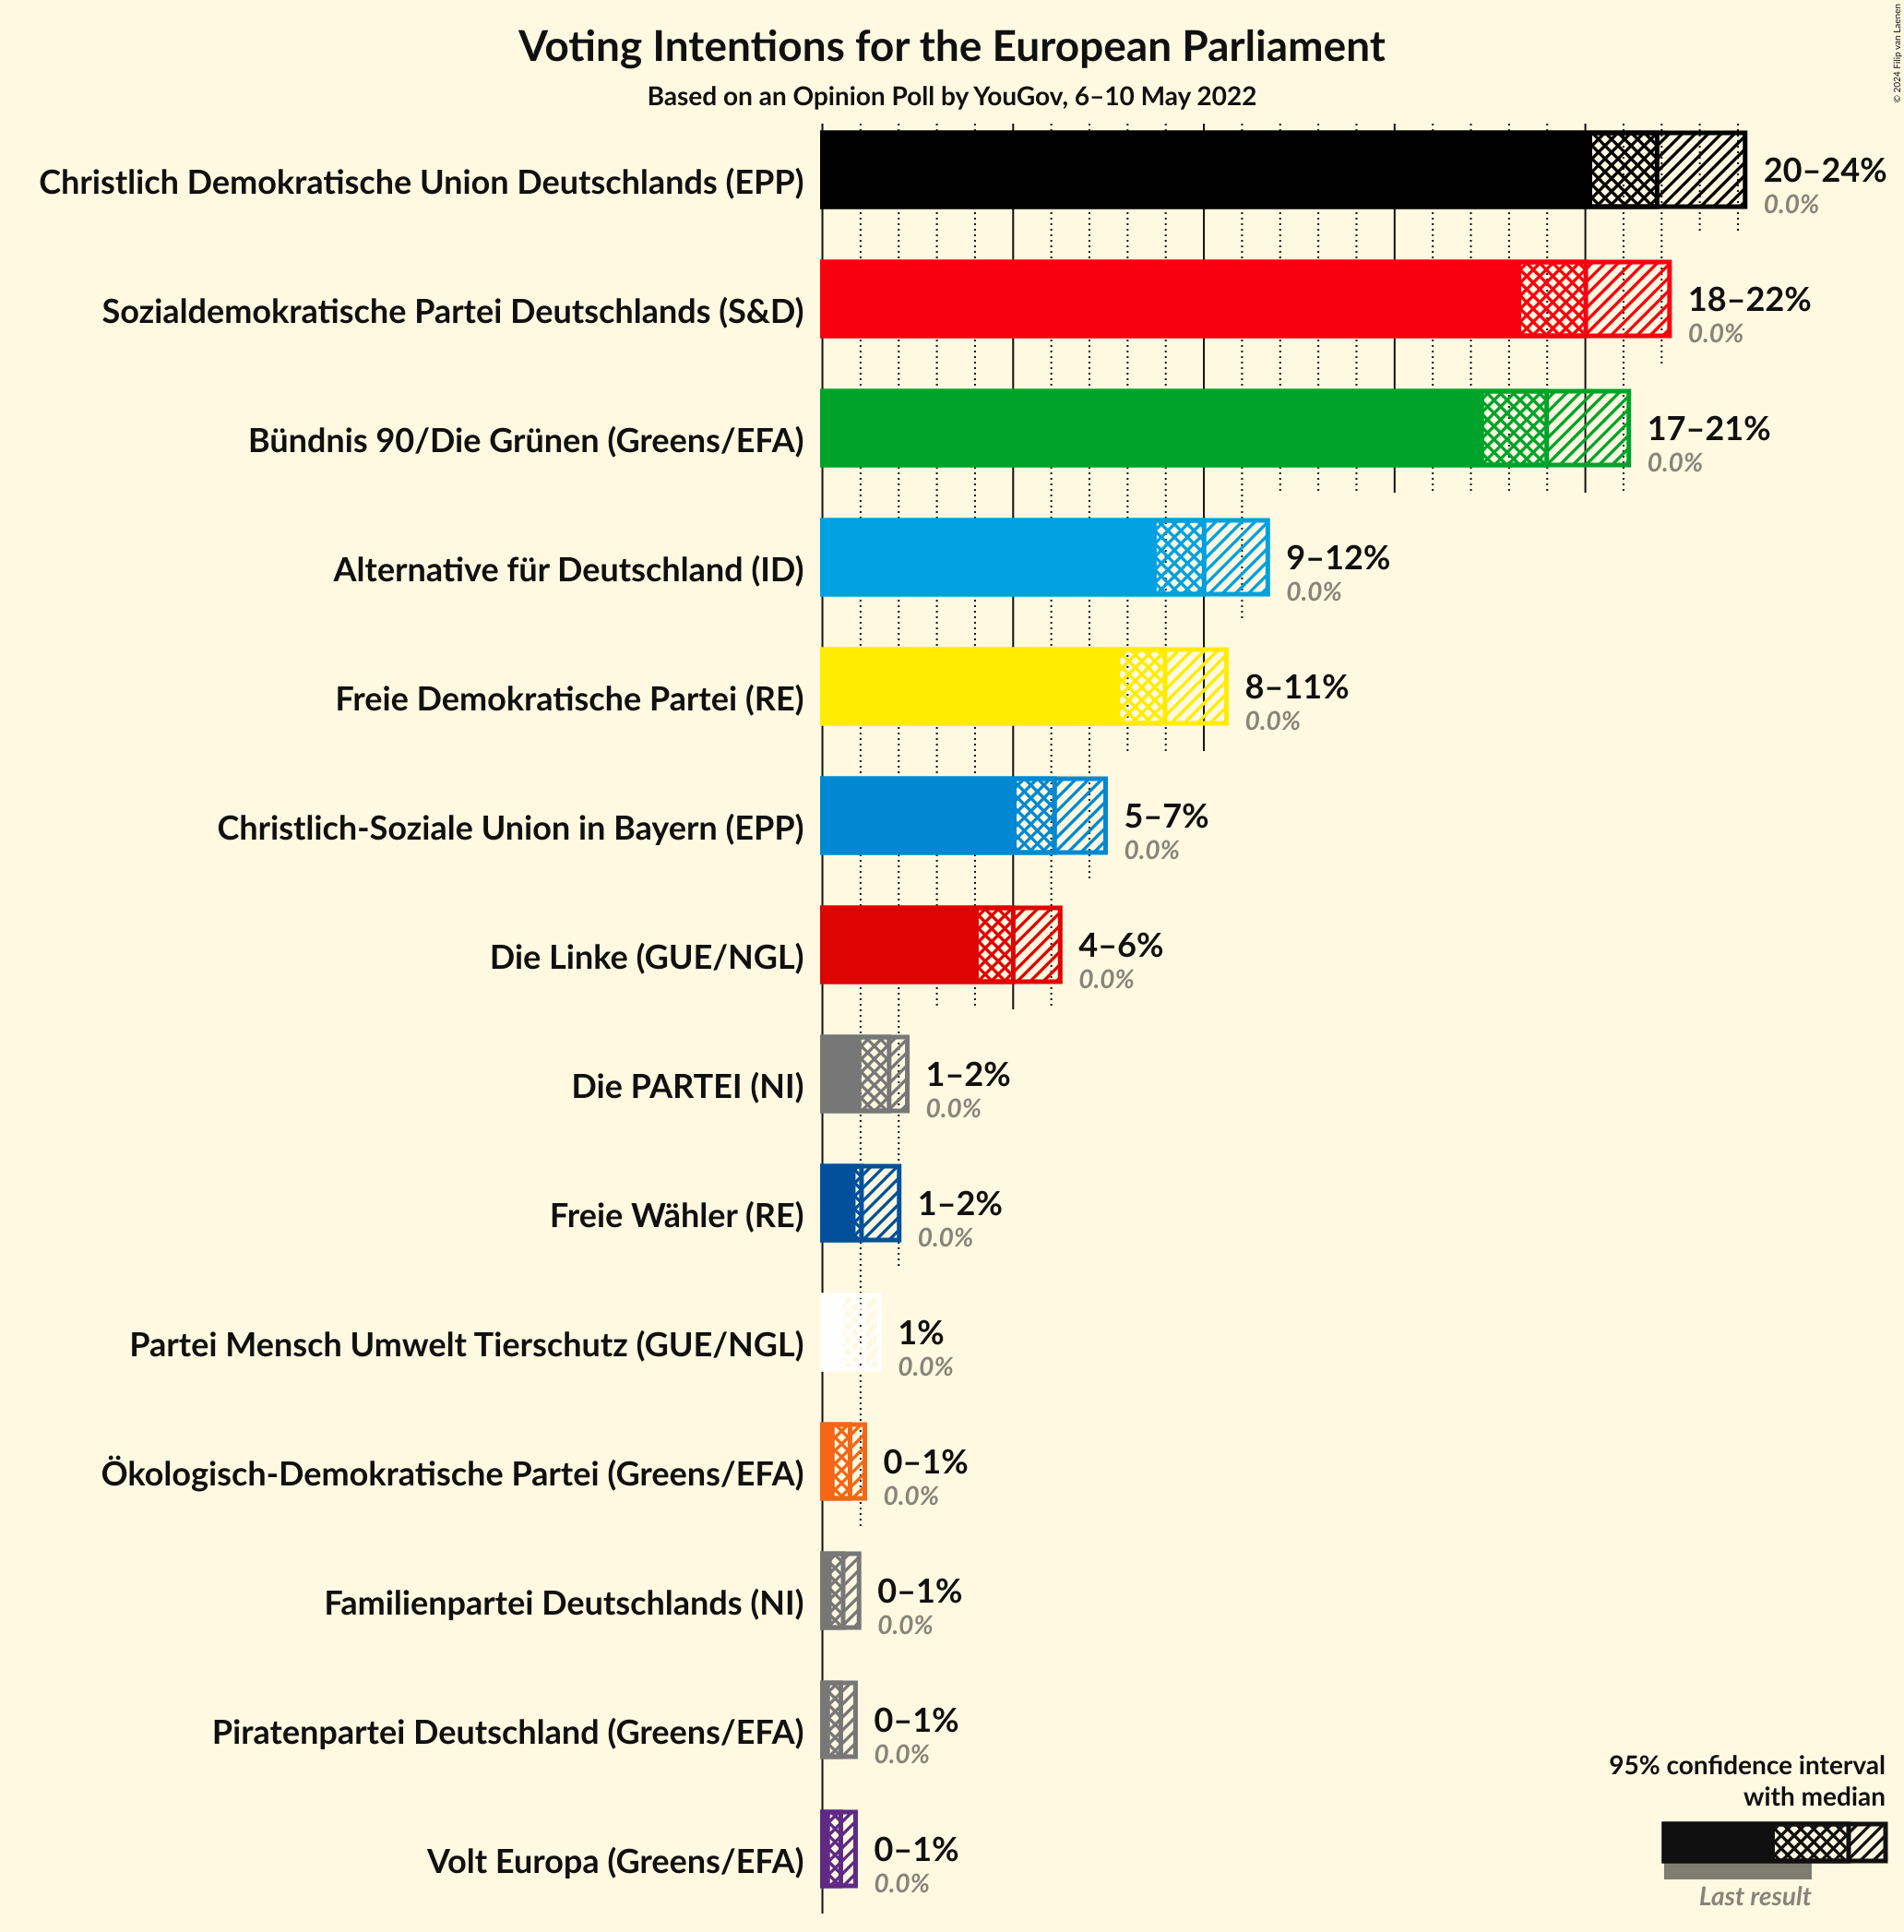 Voting Intentions for the European Parliament
Based on an Opinion Poll by YouGov, 6–10 May 2022
© 2024 Filip van Laenen
Christlich Demokratische Union Deutschlands (EPP)
20–24%
0.0%
Sozialdemokratische Partei Deutschlands (S&D)
18–22%
0.0%
Bündnis 90/Die Grünen (Greens/EFA)
17–21%
0.0%
Alternative für Deutschland (ID)
9–12%
0.0%
Freie Demokratische Partei (RE)
8–11%
0.0%
Christlich-Soziale Union in Bayern (EPP)
5–7%
0.0%
Die Linke (GUE/NGL)
4–6%
0.0%
Die PARTEI (NI)
1–2%
0.0%
Freie Wähler (RE)
1–2%
0.0%
Partei Mensch Umwelt Tierschutz (GUE/NGL)
1%
0.0%
Ökologisch-Demokratische Partei (Greens/EFA)
0–1%
0.0%
Familienpartei Deutschlands (NI)
0–1%
0.0%
Piratenpartei Deutschland (Greens/EFA)
0–1%
0.0%
Volt Europa (Greens/EFA)
0–1%
0.0%
95% confidence interval
with median
Last result